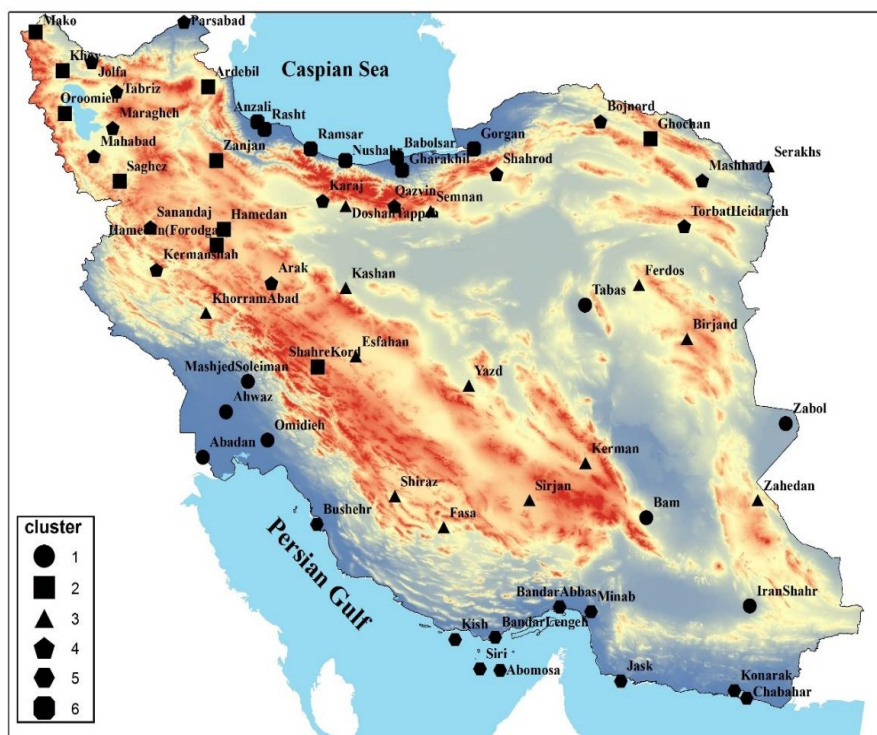 Mako
Parsabad
Khoy
Jolfa
Ardebil
Tabriz
Caspian Sea
Oroomieh
Maragheh
Anzali
Rasht
Bojnord
Ghochan
Mahabad
Zanjan
Ramsar
Nushahr
Babolsar
Gorgan
Gharakhil
Shahrod
Mashhad
Serakhs
Saghez
Karaj
Qazvin
Semnan
DoshanTappeh
TorbatHeidarieh
Sanandaj
Hamedan
Hamedan(Forodgah
Kermanshah
Arak
Kashan
Ferdos
Tabas
KhorramAbad
Birjand
Esfahan
ShahreKord
MashjedSoleiman
Yazd
Ahwaz
Zabol
Omidieh
Abadan
Kerman
Shiraz
Sirjan
Zahedan
Bam
Bushehr
Fasa
Persian Gulf
BandarAbbas
Minab
IranShahr
Kish
BandarLengeh
Siri
Abomosa
Jask
Konarak
Chabahar
cluster
1
2
3
4
5
6